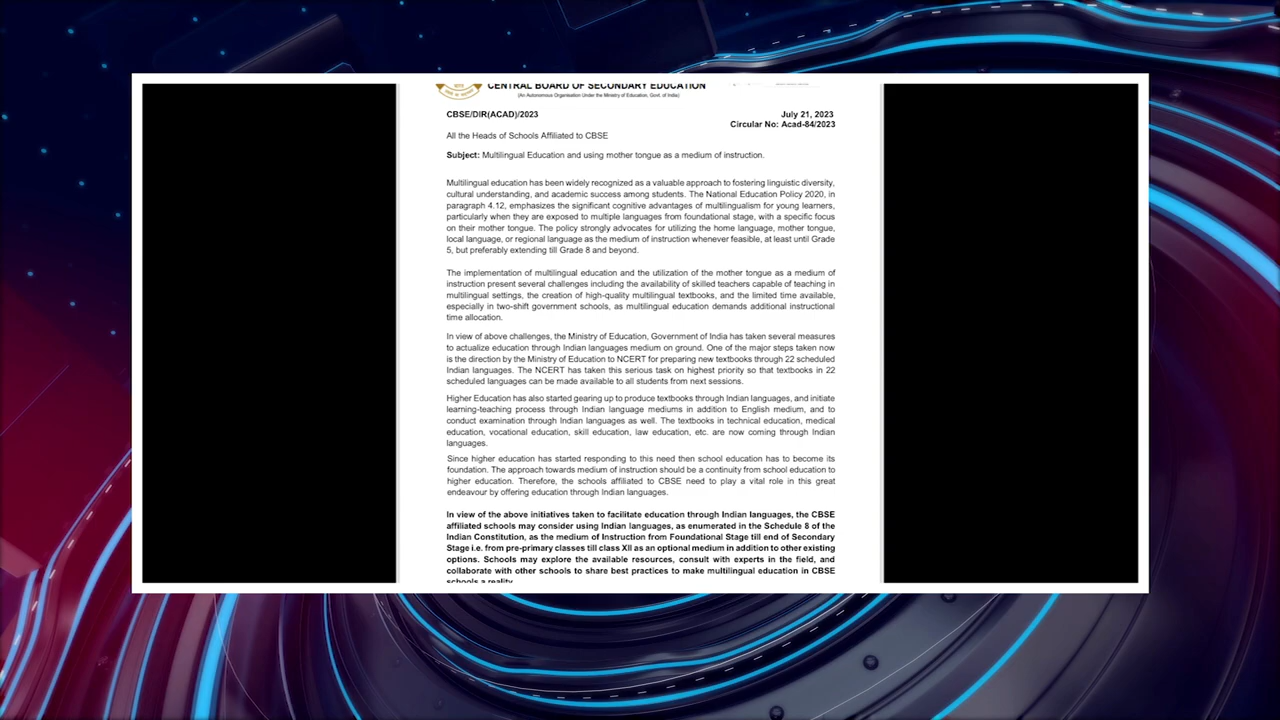 CENTRAL BOARD OF SECONDARY EDUCATION
(An Autonomous Organisation Under the Ministry of Education, Govt. of India)
CBSE/DIR(ACAD)/2023
July 21, 2023
Circular No: Acad-84/2023
All the Heads of Schools Affiliated to CBSE
Subject: Multilingual Education and using mother tongue as a medium of instruction.
Multilingual education has been widely recognized as a valuable approach to fostering linguistic diversity,
cultural understanding, and academic success among students. The National Education Policy 2020, in
paragraph 4.12, emphasizes the significant cognitive advantages of multilingualism for young learners,
particularly when they are exposed to multiple languages from foundational stage, with a specific focus
on their mother tongue. The policy strongly advocates for utilizing the home language, mother tongue,
local language, or regional language as the medium of instruction whenever feasible, at least until Grade
5, but preferably extending till Grade 8 and beyond.
The implementation of multilingual education and the utilization of the mother tongue as a medium of
instruction present several challenges including the availability of skilled teachers capable of teaching in
multilingual settings, the creation of high-quality multilingual textbooks, and the limited time available,
especially in two-shift government schools, as multilingual education demands additional instructional
time allocation.
In view of above challenges, the Ministry of Education, Government of India has taken several measures
to actualize education through Indian languages medium on ground. One of the major steps taken now
is the direction by the Ministry of Education to NCERT for preparing new textbooks through 22 scheduled
Indian languages. The NCERT has taken this serious task on highest priority so that textbooks in 22
scheduled languages can be made available to all students from next sessions.
Higher Education has also started gearing up to produce textbooks through Indian languages, and initiate
learning-teaching process through Indian language mediums in addition to English medium, and to
conduct examination through Indian languages as well. The textbooks in technical education, medical
education, vocational education, skill education, law education, etc. are now coming through Indian
languages.
Since higher education has started responding to this need then school education has to become its
foundation. The approach towards medium of instruction should be a continuity from school education to
higher education. Therefore, the schools affiliated to CBSE need to play a vital role in this great
endeavour by offering education through Indian languages.
In view of the above initiatives taken to facilitate education through Indian languages, the CBSE
affiliated schools may consider using Indian languages, as enumerated in the Schedule 8 of the
Indian Constitution, as the medium of Instruction from Foundational Stage till end of Secondary
Stage i.e. from pre-primary classes till class XII as an optional medium in addition to other existing
options. Schools may explore the available resources, consult with experts in the field, and
collaborate with other schools to share best practices to make multilingual education in CBSE
schools a reality.